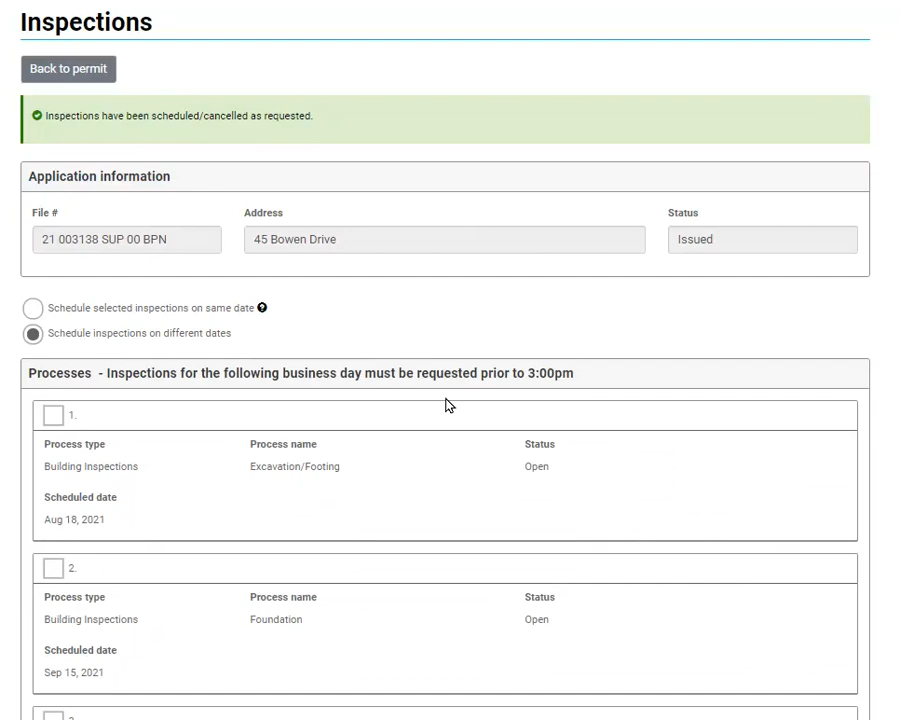 Inspections
Back to permit
Inspections have been scheduled/cancelled as requested.
Application information
File # Address Status
21 003138 SUP 00 BPN 45 Bowen Drive Issued
Schedule selected inspections on same date ?
Schedule inspections on different dates
Processes - Inspections for the following business day must be requested prior to 3:00pm
1.
Process type Process name Status
Building Inspections Excavation/Footing Open
Scheduled date
Aug 18, 2021
2.
Process type Process name Status
Building Inspections Foundation Open
Scheduled date
Sep 15, 2021